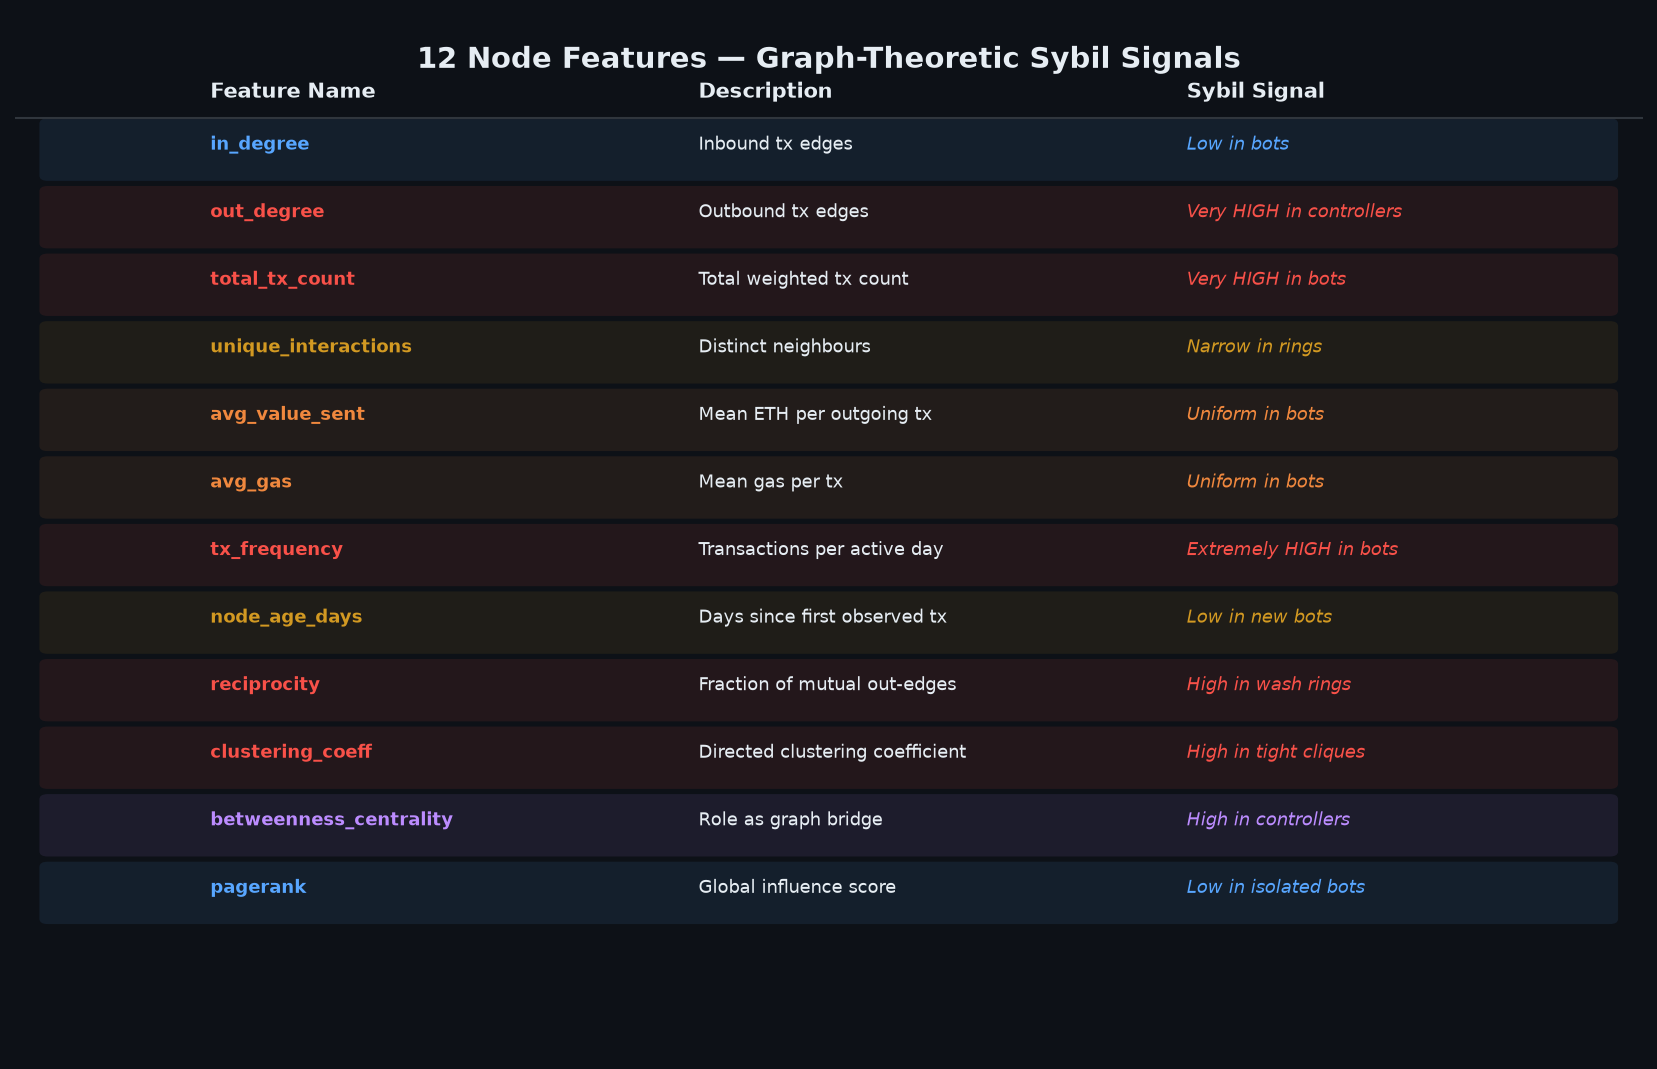 12 Node Features — Graph-Theoretic Sybil Signals
Feature Name Description Sybil Signal
in_degree Inbound tx edges Low in bots
out_degree Outbound tx edges Very HIGH in controllers
total_tx_count Total weighted tx count Very HIGH in bots
unique_interactions Distinct neighbours Narrow in rings
avg_value_sent Mean ETH per outgoing tx Uniform in bots
avg_gas Mean gas per tx Uniform in bots
tx_frequency Transactions per active day Extremely HIGH in bots
node_age_days Days since first observed tx Low in new bots
reciprocity Fraction of mutual out-edges High in wash rings
clustering_coeff Directed clustering coefficient High in tight cliques
betweenness_centrality Role as graph bridge High in controllers
pagerank Global influence score Low in isolated bots